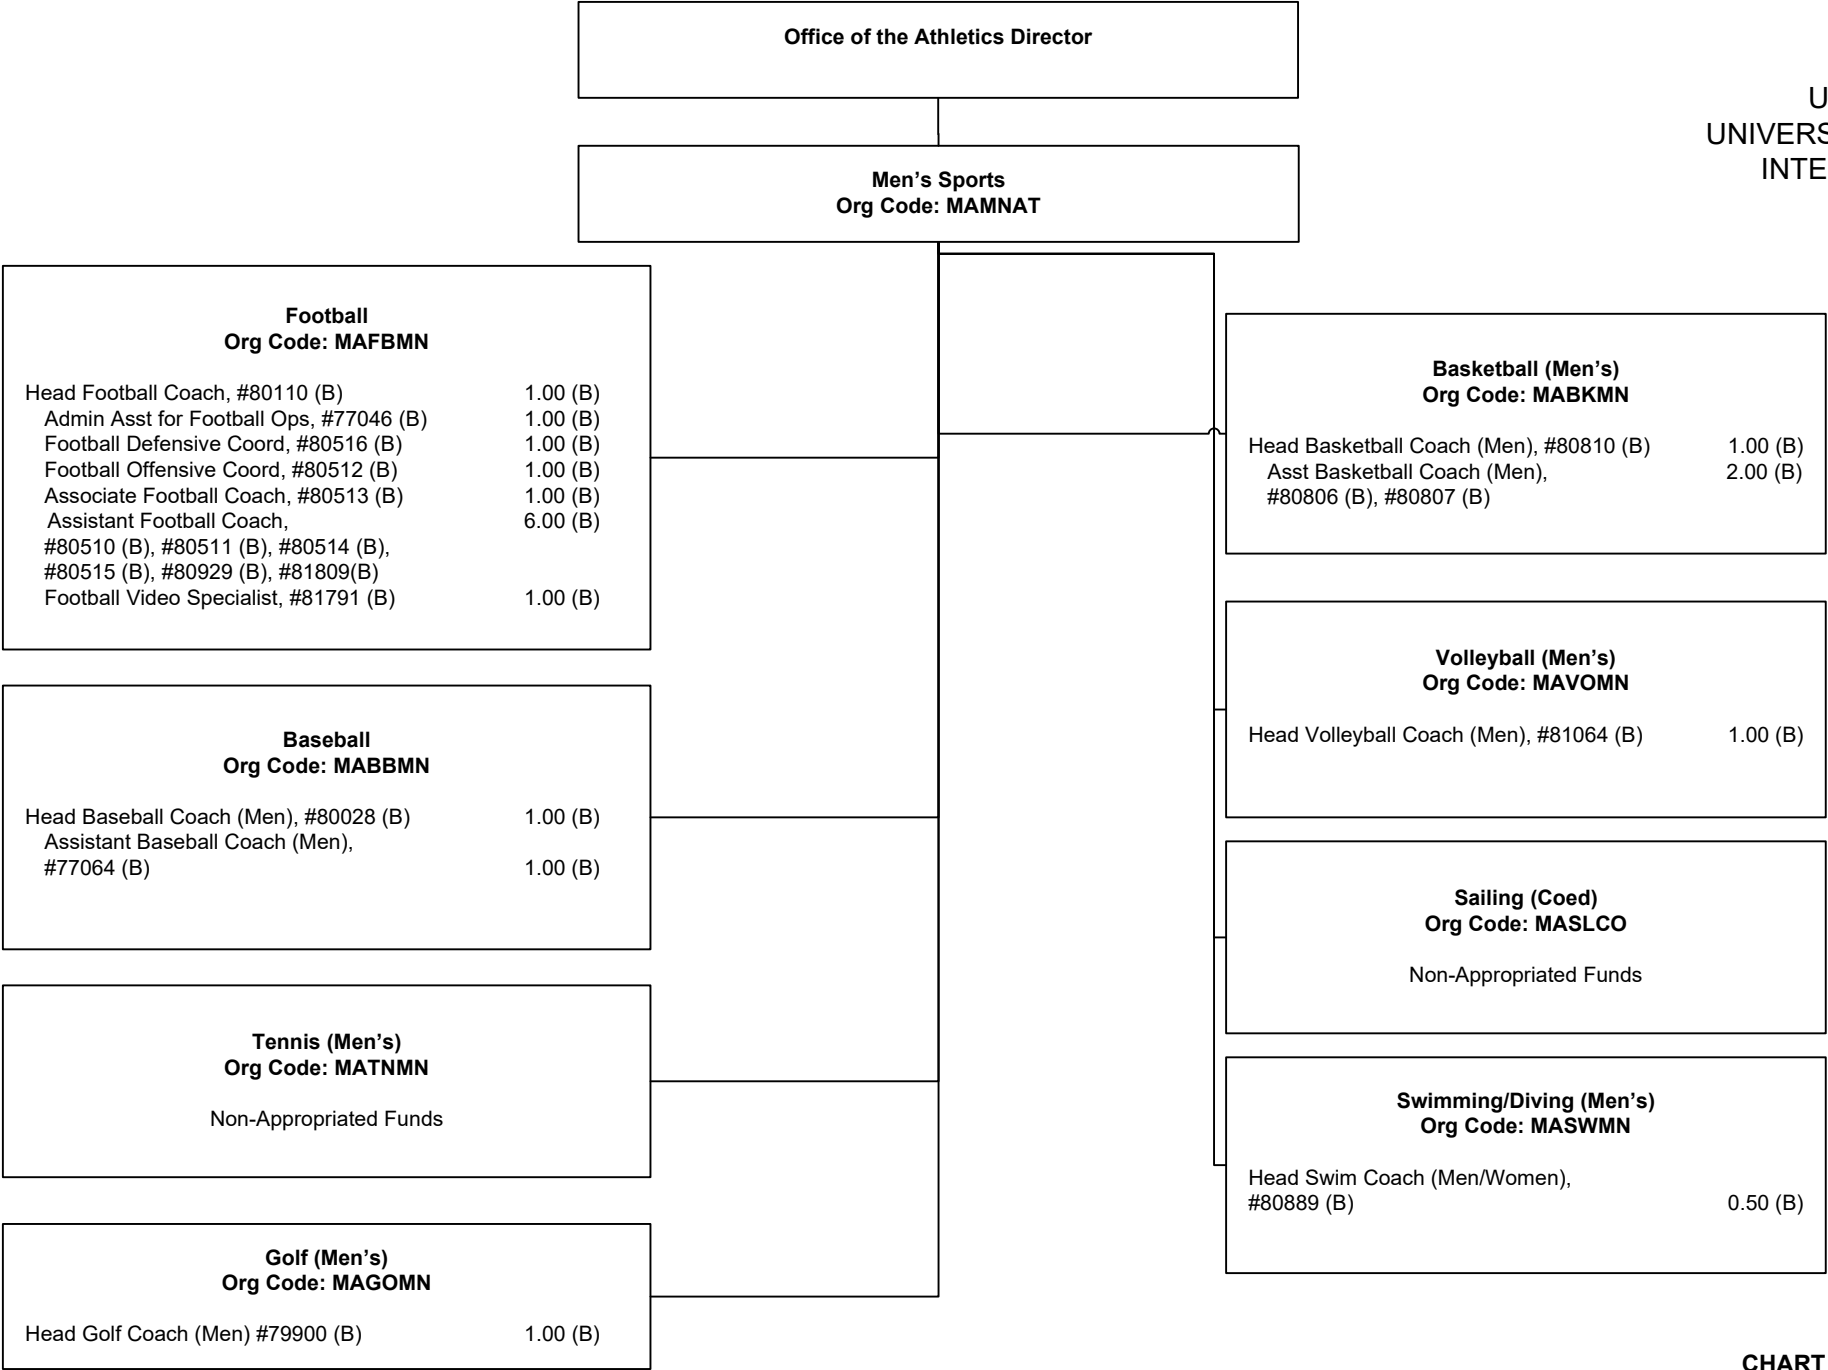 Office of the Athletics Director
U
UNIVERS
INTE
Men’s Sports
Org Code: MAMNAT
Football
Org Code: MAFBMN
Head Football Coach, #80110 (B) 1.00 (B)
Admin Asst for Football Ops, #77046 (B) 1.00 (B)
Football Defensive Coord, #80516 (B) 1.00 (B)
Football Offensive Coord, #80512 (B) 1.00 (B)
Associate Football Coach, #80513 (B) 1.00 (B)
Assistant Football Coach, 6.00 (B)
#80510 (B), #80511 (B), #80514 (B),
#80515 (B), #80929 (B), #81809(B)
Football Video Specialist, #81791 (B) 1.00 (B)
Basketball (Men’s)
Org Code: MABKMN
Head Basketball Coach (Men), #80810 (B) 1.00 (B)
Asst Basketball Coach (Men), 2.00 (B)
#80806 (B), #80807 (B)
Baseball
Org Code: MABBMN
Head Baseball Coach (Men), #80028 (B) 1.00 (B)
Assistant Baseball Coach (Men),
#77064 (B) 1.00 (B)
Volleyball (Men’s)
Org Code: MAVOMN
Head Volleyball Coach (Men), #81064 (B) 1.00 (B)
Sailing (Coed)
Org Code: MASLCO
Non-Appropriated Funds
Tennis (Men’s)
Org Code: MATNMN
Non-Appropriated Funds
Swimming/Diving (Men’s)
Org Code: MASWMN
Head Swim Coach (Men/Women),
#80889 (B) 0.50 (B)
Golf (Men’s)
Org Code: MAGOMN
Head Golf Coach (Men) #79900 (B) 1.00 (B)
CHART